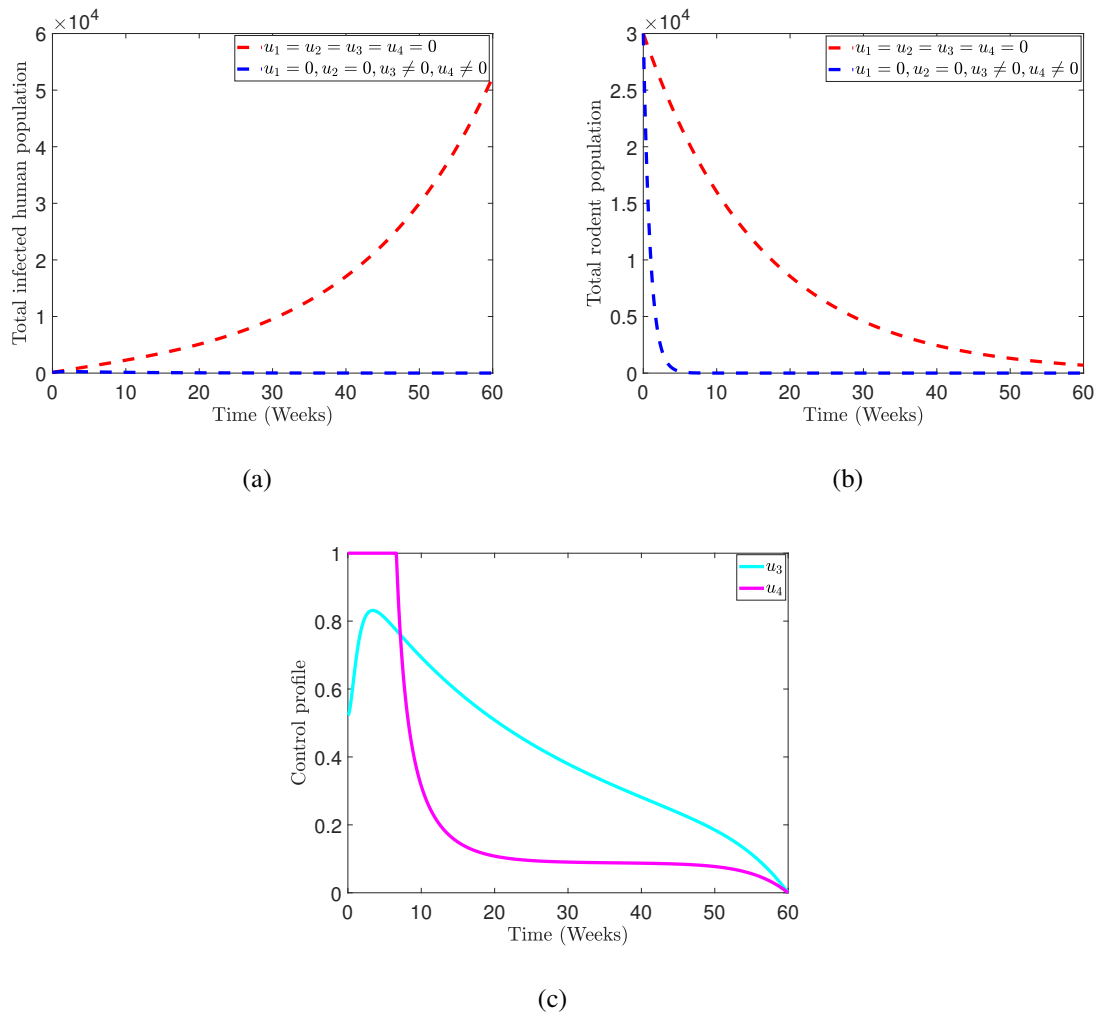 ×10⁴
6
5
4
3
2
1
0
0 10 20 30 40 50 60
Time (Weeks)
Total infected human population
u₁ = u₂ = u₃ = u₄ = 0
u₁ = 0, u₂ = 0, u₃ ≠ 0, u₄ ≠ 0
(a)
×10⁴
3
2.5
2
1.5
1
0.5
0
0 10 20 30 40 50 60
Time (Weeks)
Total rodent population
u₁ = u₂ = u₃ = u₄ = 0
u₁ = 0, u₂ = 0, u₃ ≠ 0, u₄ ≠ 0
(b)
1
0.8
0.6
0.4
0.2
0
0 10 20 30 40 50 60
Time (Weeks)
Control profile
u₃
u₄
(c)